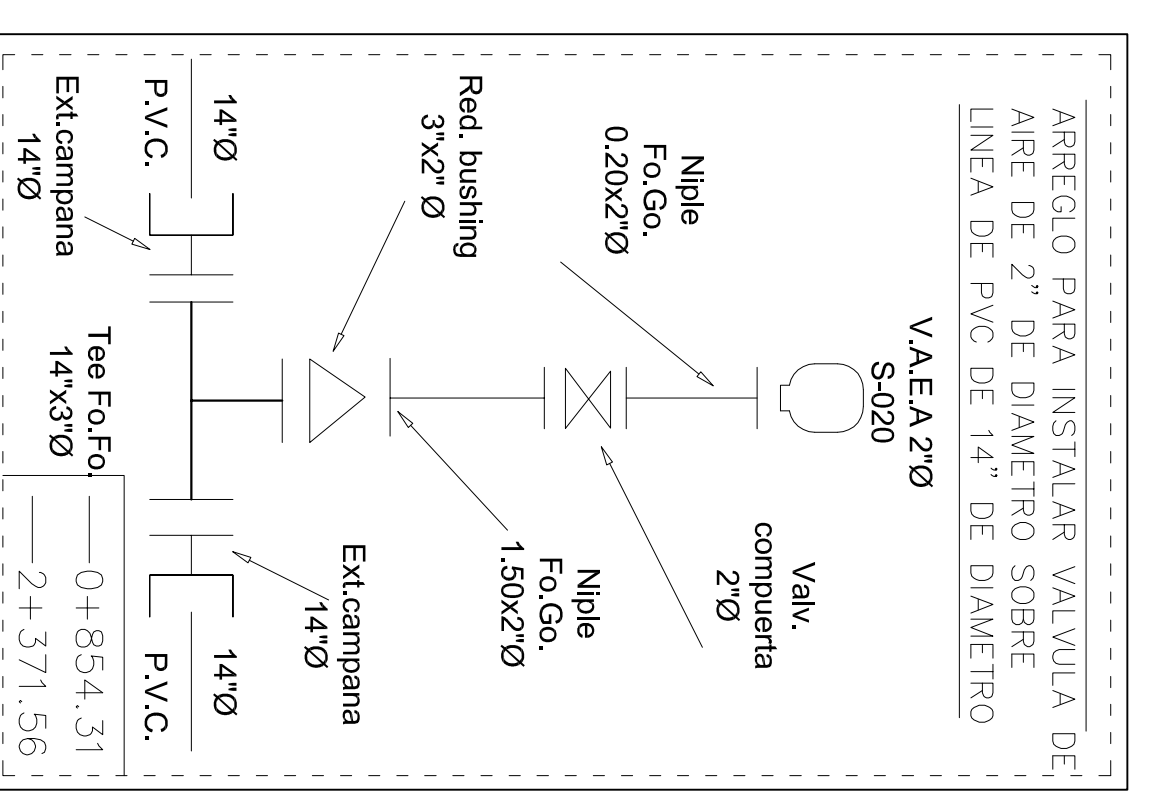 ARREGLO PARA INSTALAR VALVULA DE
AIRE DE 2" DE DIAMETRO SOBRE
LINEA DE PVC DE 14" DE DIAMETRO
V.A.E.A 2"Ø
S-020
Niple
Fo.Go.
0.20x2"Ø
Valv.
compuerta
2"Ø
Red. bushing
3"x2" Ø
Niple
Fo.Go.
1.50x2"Ø
Ext.campana
14"Ø
14"Ø
P.V.C.
14"Ø
P.V.C.
Ext.campana
14"Ø
Tee Fo.Fo.
14"x3"Ø
0+854.31
2+371.56